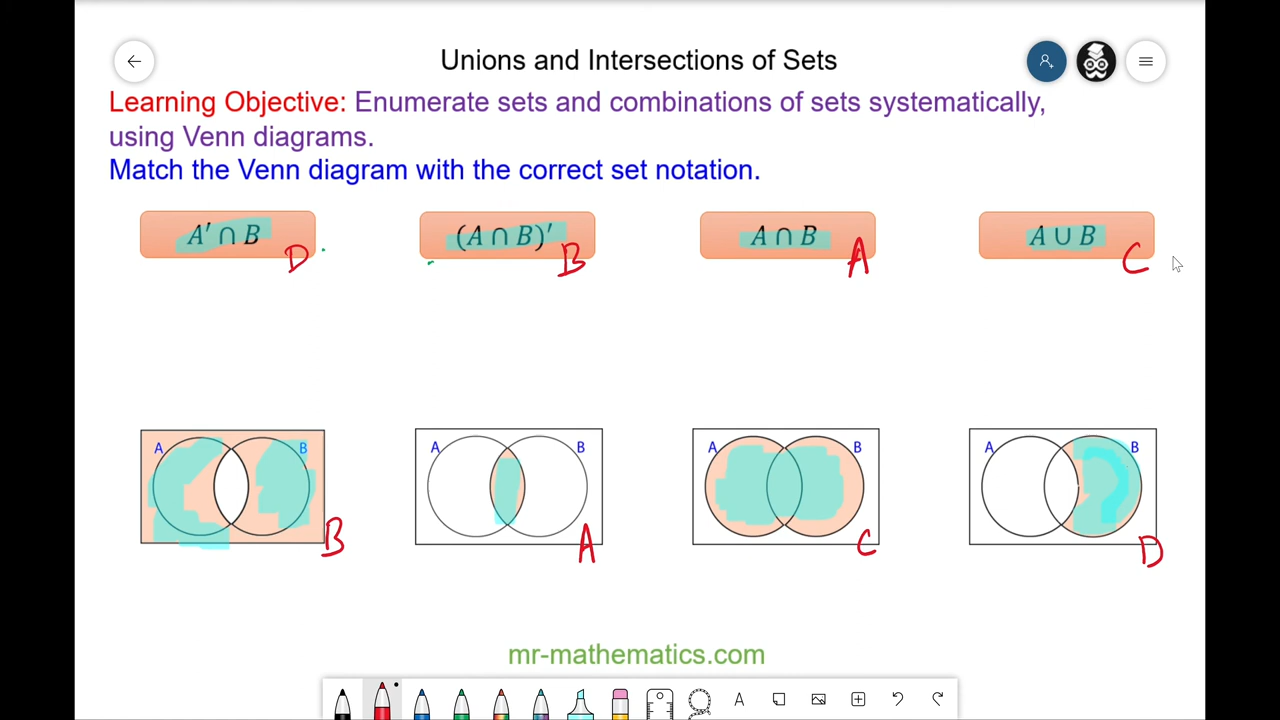 Unions and Intersections of Sets
Learning Objective: Enumerate sets and combinations of sets systematically,
using Venn diagrams.
Match the Venn diagram with the correct set notation.
A′ ∩ B D
(A ∩ B)′ B
A ∩ B A
A ∪ B C
A B B
A B A
A B C
A B D
mr-mathematics.com
A